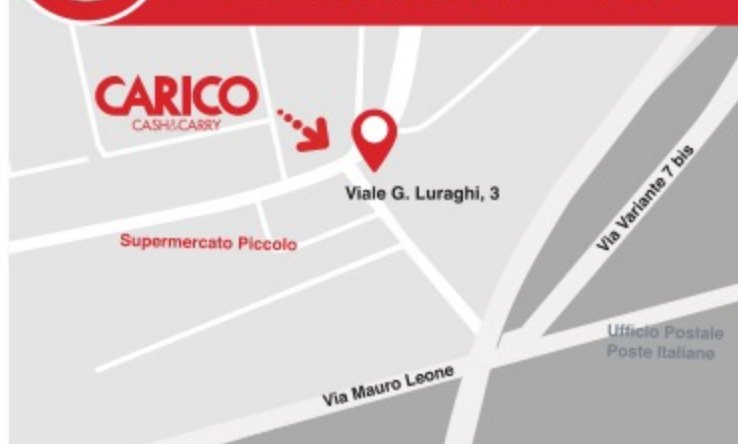 CARICO
CASH&CARRY
Viale G. Luraghi, 3
Supermercato Piccolo
Via Variante 7 bis
Ufficio Postale
Poste Italiane
Via Mauro Leone